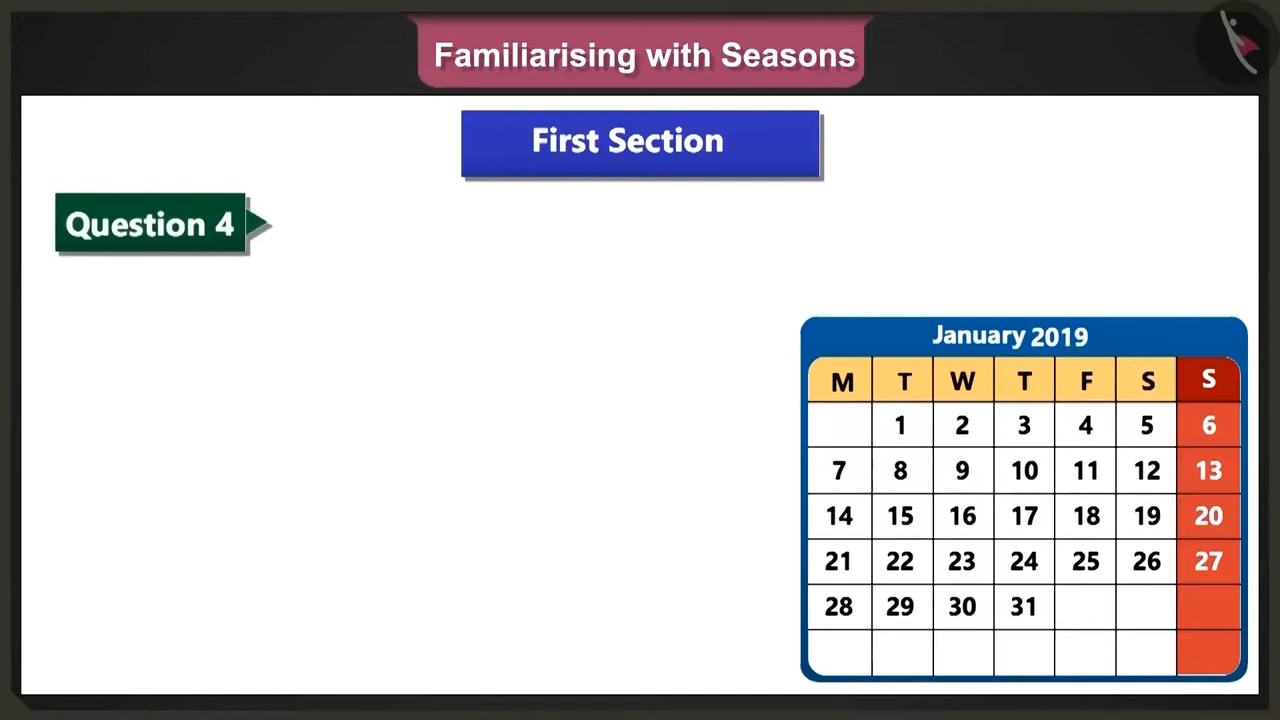 Familiarising with Seasons
First Section
Question 4
January 2019
M T W T F S S
1 2 3 4 5 6
7 8 9 10 11 12 13
14 15 16 17 18 19 20
21 22 23 24 25 26 27
28 29 30 31